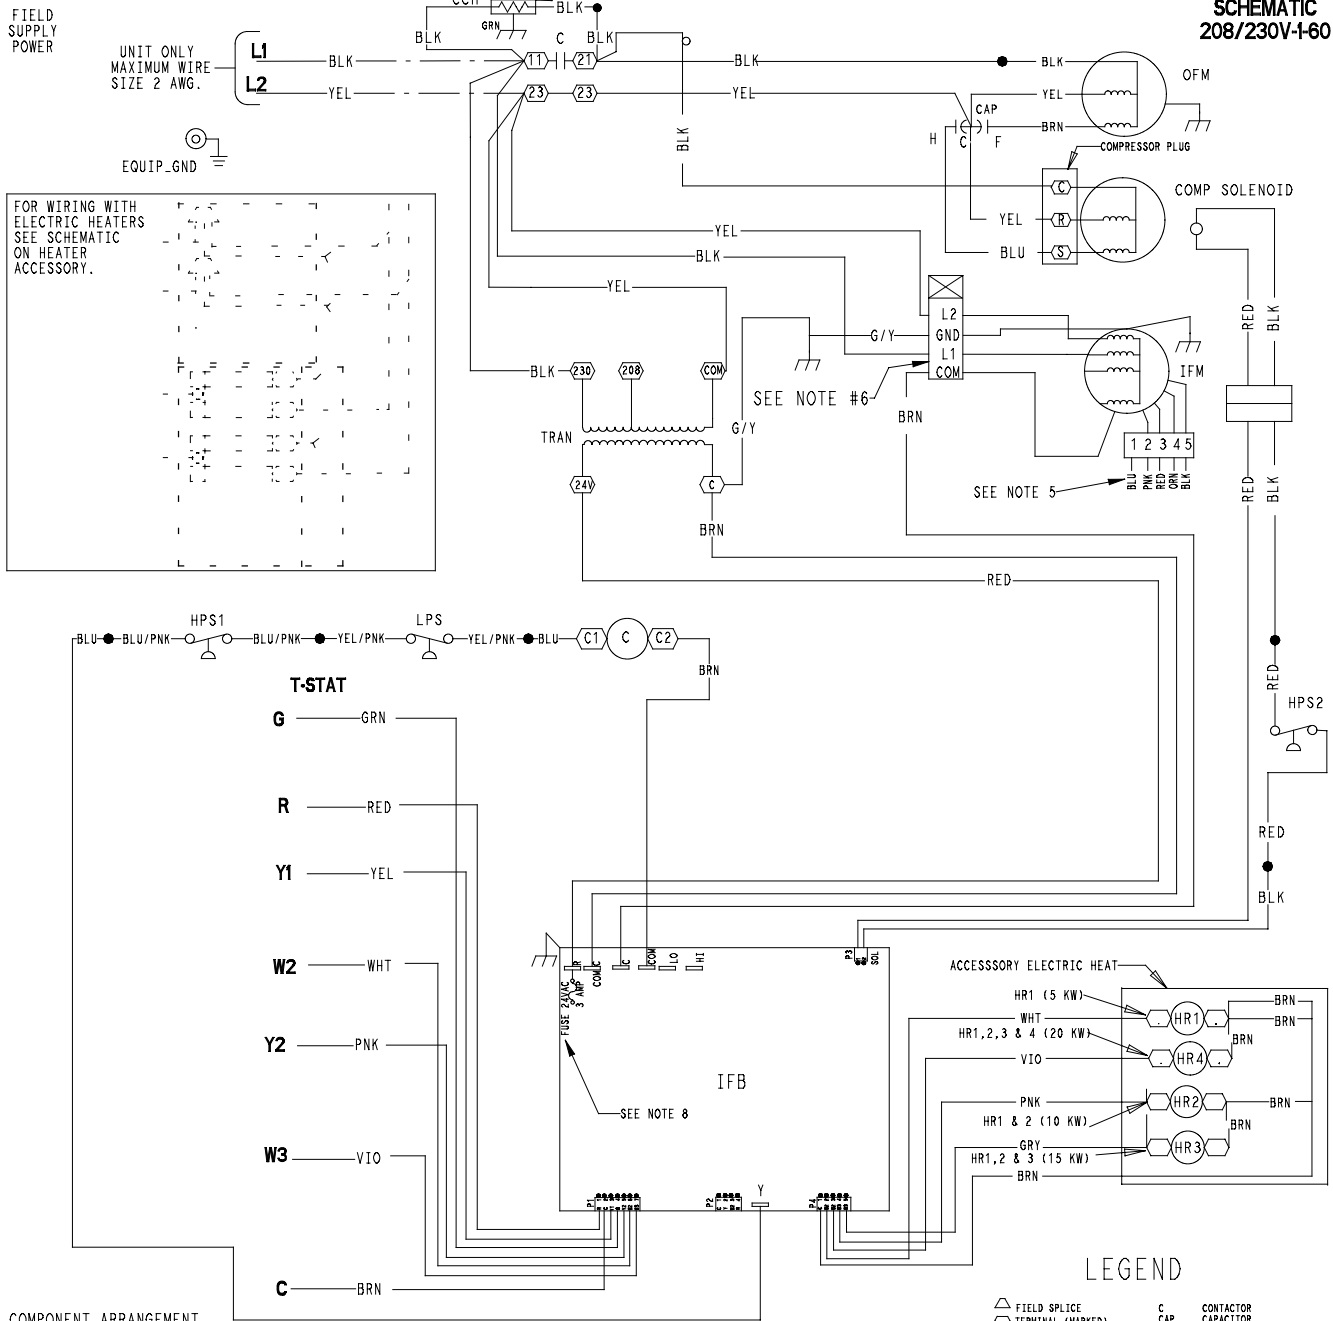 FIELD
SUPPLY
POWER
SCHEMATIC
208/230V-1-60
UNIT ONLY
MAXIMUM WIRE
SIZE 2 AWG.
L1
L2
BLK
YEL
BLK
GRN
BLK
C
BLK
11
21
23
23
BLK
YEL
BLK
BLK
YEL
BRN
OFM
CAP
H
C
F
COMPRESSOR PLUG
C
R
S
YEL
BLU
COMP SOLENOID
EQUIP_GND
FOR WIRING WITH
ELECTRIC HEATERS
SEE SCHEMATIC
ON HEATER
ACCESSORY.
YEL
BLK
YEL
RED
BLK
L2
GND
L1
COM
G/Y
IFM
BLK
230
208
COM
SEE NOTE #6
BRN
G/Y
TRAN
1 2 3 4 5
BLU
PNK
RED
ORN
BLK
SEE NOTE 5
24V
C
BRN
RED
RED
BLK
HPS1
LPS
BLU
BLU/PNK
BLU/PNK
YEL/PNK
YEL/PNK
BLU
C1
C
C2
BRN
RED
HPS2
T-STAT
G
GRN
R
RED
Y1
YEL
W2
WHT
Y2
PNK
W3
VIO
C
BRN
RED
BLK
R
COM,C
C
COM
LO
HI
P3
SOL
FUSE 24VAC
3 AMP
SEE NOTE 8
IFB
P1
P2
Y
P4
ACCESSSORY ELECTRIC HEAT
HR1 (5 KW)
WHT
HR1,2,3 & 4 (20 KW)
VIO
PNK
HR1 & 2 (10 KW)
GRY
HR1,2 & 3 (15 KW)
BRN
HR1
HR4
HR2
HR3
BRN
BRN
BRN
BRN
BRN
LEGEND
FIELD SPLICE
C CONTACTOR
TERMINAL (MARKED)
CAP CAPACITOR
COMPONENT ARRANGEMENT